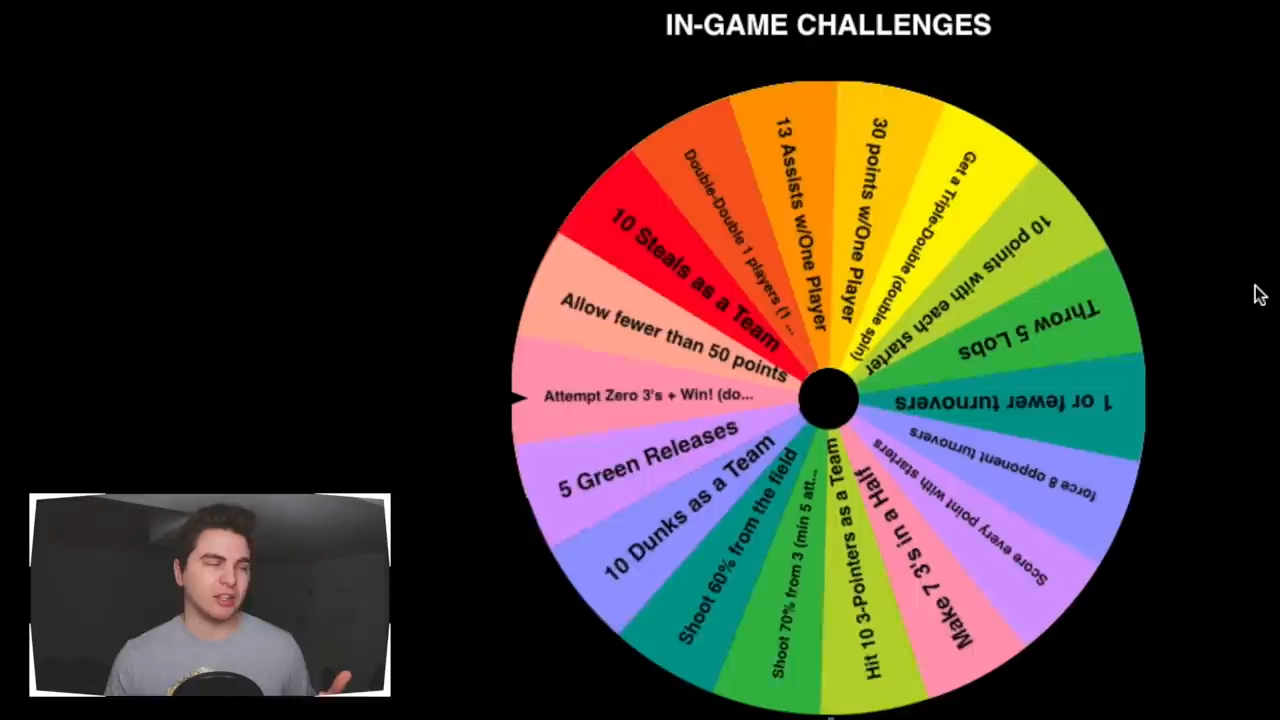 IN-GAME CHALLENGES
13 Assists w/One Player
30 points w/One Player
Get a Triple-Double (double spin)
10 points with each starter
Throw 5 Lobs
1 or fewer turnovers
force 8 opponent turnovers
Score every point with starters
Make 7 3's in a Half
Hit 10 3-Pointers as a Team
Shoot 70% from 3 (min 5 att...
Shoot 60% from the field
10 Dunks as a Team
5 Green Releases
Attempt Zero 3's + Win! (do...
Allow fewer than 50 points
10 Steals as a Team
Double-Double 1 players (1 ...